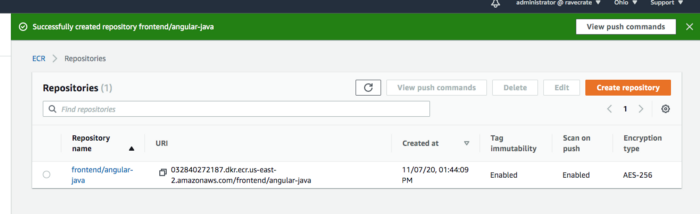 administrator @ ravecrate ▼ Ohio ▼ Support ▼
Successfully created repository frontend/angular-java View push commands
ECR > Repositories
Repositories (1) View push commands Delete Edit Create repository
Find repositories 1
Repository name ▲ URI Created at Tag immutability Scan on push Encryption type
frontend/angular-
java
032840272187.dkr.ecr.us-east-
2.amazonaws.com/frontend/angular-java
11/07/20, 01:44:09
PM
Enabled Enabled AES-256